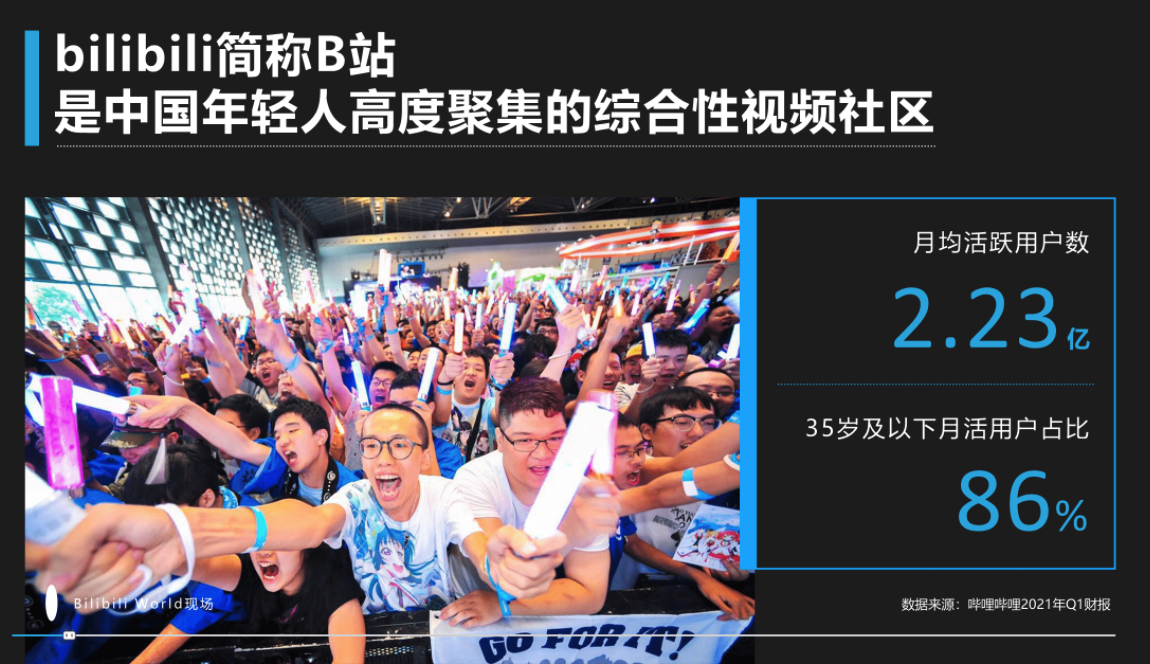 bilibili简称B站
是中国年轻人高度聚集的综合性视频社区
月均活跃用户数
2.23亿
35岁及以下月活用户占比
86%
Bilibili World现场
数据来源：哔哩哔哩2021年Q1财报
GO FOR IT!